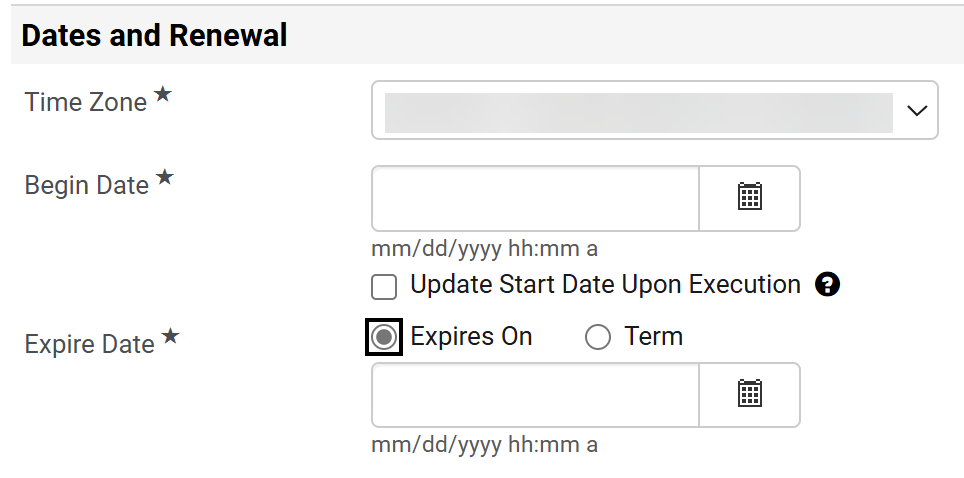 Dates and Renewal
Time Zone ★
Begin Date ★
mm/dd/yyyy hh:mm a
Update Start Date Upon Execution ?
Expire Date ★
Expires On Term
mm/dd/yyyy hh:mm a